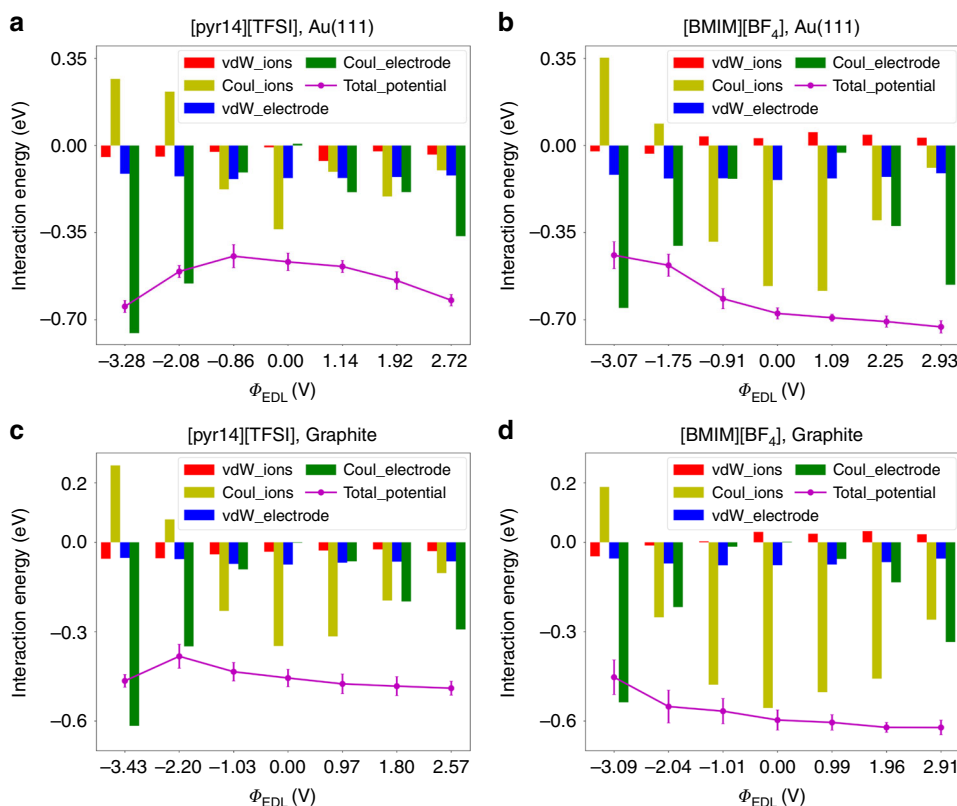 a
[pyr14][TFSI], Au(111)
vdW_ions
Coul_ions
vdW_electrode
Coul_electrode
Total_potential
0.35
0.00
−0.35
−0.70
Interaction energy (eV)
−3.28 −2.08 −0.86 0.00 1.14 1.92 2.72
Φ_EDL (V)
b
[BMIM][BF₄], Au(111)
vdW_ions
Coul_ions
vdW_electrode
Coul_electrode
Total_potential
0.35
0.00
−0.35
−0.70
Interaction energy (eV)
−3.07 −1.75 −0.91 0.00 1.09 2.25 2.93
Φ_EDL (V)
c
[pyr14][TFSI], Graphite
vdW_ions
Coul_ions
vdW_electrode
Coul_electrode
Total_potential
0.2
0.0
−0.3
−0.6
Interaction energy (eV)
−3.43 −2.20 −1.03 0.00 0.97 1.80 2.57
Φ_EDL (V)
d
[BMIM][BF₄], Graphite
vdW_ions
Coul_ions
vdW_electrode
Coul_electrode
Total_potential
0.2
0.0
−0.3
−0.6
Interaction energy (eV)
−3.09 −2.04 −1.01 0.00 0.99 1.96 2.91
Φ_EDL (V)